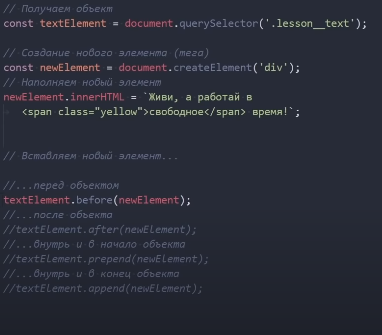 // Получаем объект
const textElement = document.querySelector('.lesson__text');
// Создание нового элемента (тега)
const newElement = document.createElement('div');
// Наполняем новый элемент
newElement.innerHTML = `Живи, а работай в
<span class="yellow">свободное</span> время!`;
// Вставляем новый элемент...
//...перед объектом
textElement.before(newElement);
//...после объекта
//textElement.after(newElement);
//...внутрь и в начало объекта
//textElement.prepend(newElement);
//...внутрь и в конец объекта
//textElement.append(newElement);